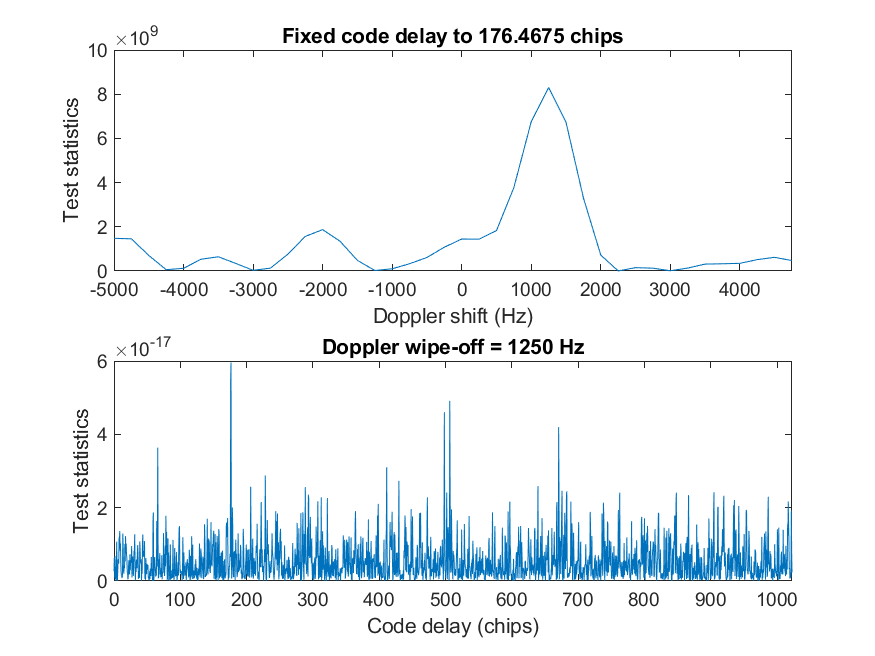 ×10^9
Fixed code delay to 176.4675 chips
10
8
6
4
2
0
Test statistics
-5000 -4000 -3000 -2000 -1000 0 1000 2000 3000 4000
Doppler shift (Hz)
×10^-17
Doppler wipe-off = 1250 Hz
6
4
2
0
Test statistics
0 100 200 300 400 500 600 700 800 900 1000
Code delay (chips)